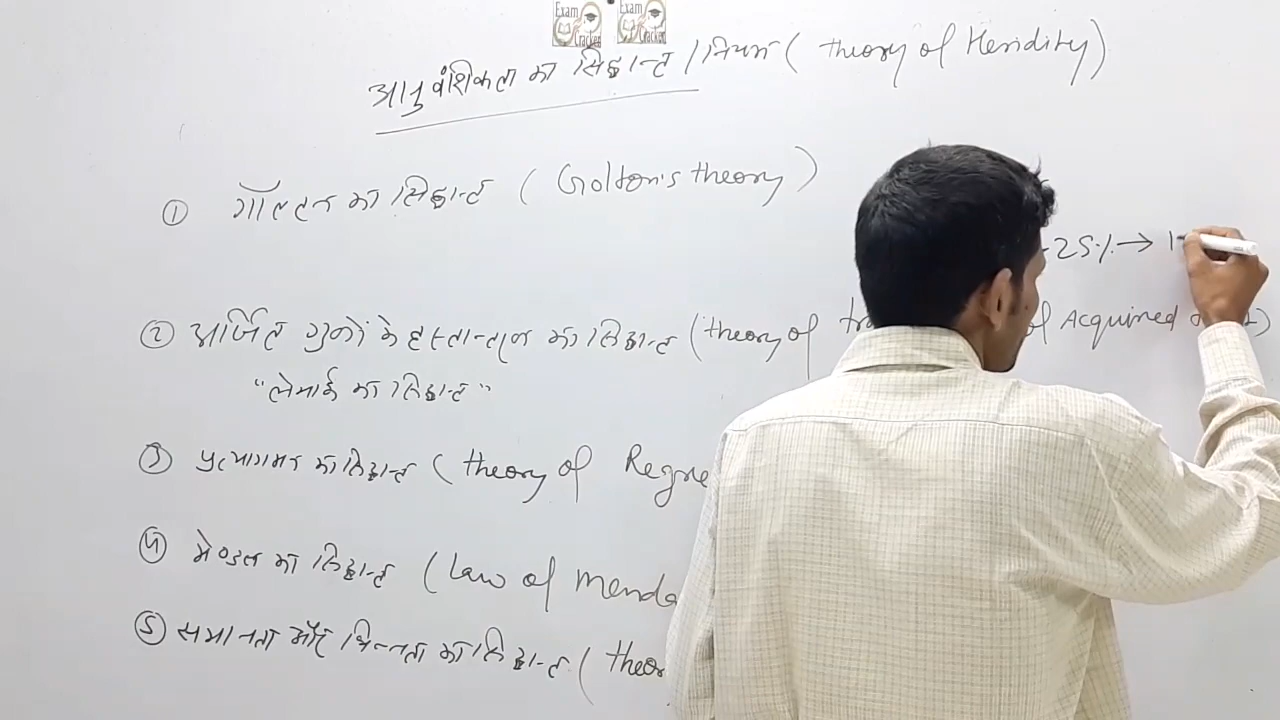 Exam Cracker Exam Cracker
आनुवंशिकता का सिद्धान्त / नियम ( theory of Heridity )
① गॉल्टन का सिद्धान्त ( Golton's theory )
25% →
② अर्जित गुणों के हस्तान्तरण का सिद्धान्त ( theory of of Acquired
"लेमार्क का सिद्धान्त"
③ प्रत्यागमन का सिद्धान्त ( theory of Regre
④ मेण्डल का सिद्धान्त ( Law of Menda
⑤ समानता और भिन्नता का सिद्धान्त ( theor